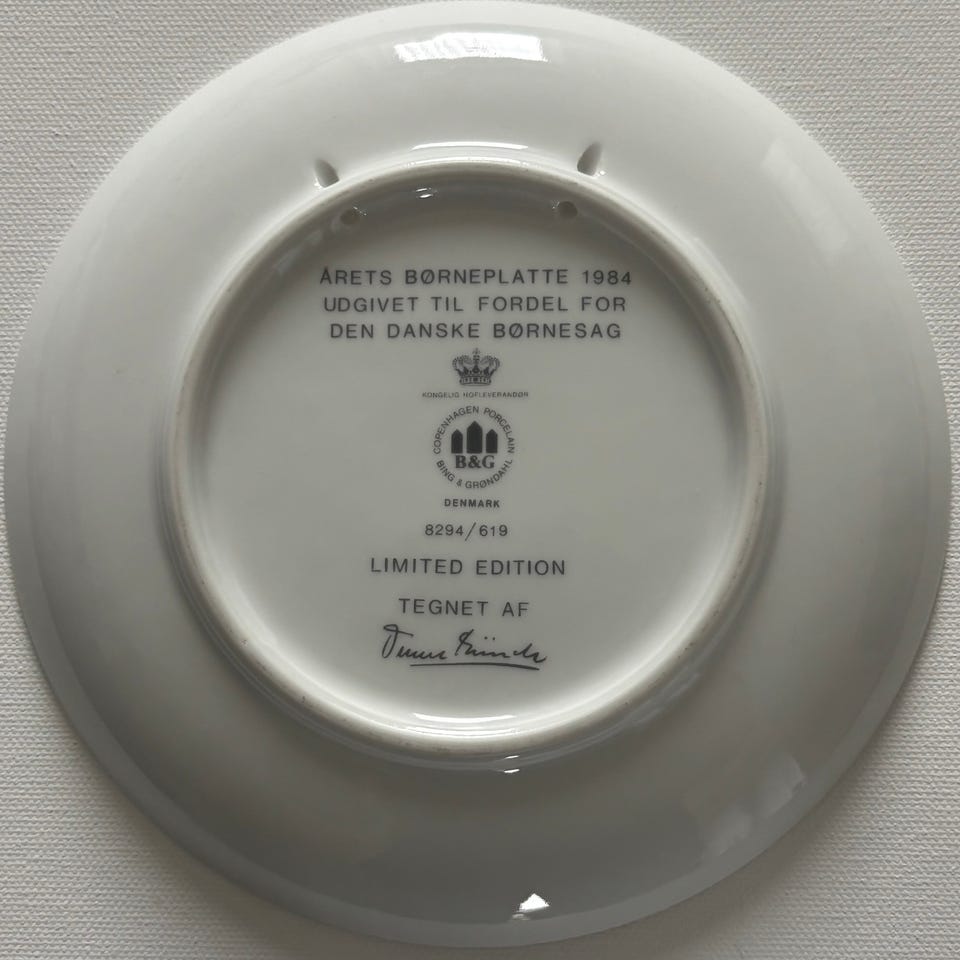 ÅRETS BØRNEPLATTE 1984
UDGIVET TIL FORDEL FOR
DEN DANSKE BØRNESAG
KONGELIG HOFLEVERANDØR
COPENHAGEN PORCELAIN
B&G
BING & GRØNDAHL
DENMARK
8294/619
LIMITED EDITION
TEGNET AF